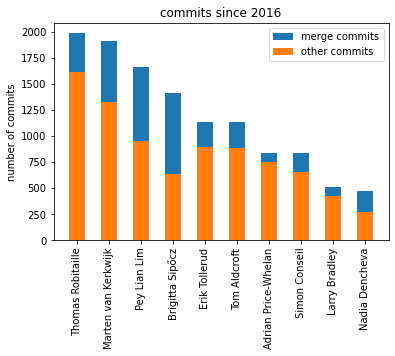 commits since 2016
merge commits
other commits
number of commits
2000
1750
1500
1250
1000
750
500
250
0
Thomas Robitaille
Marten van Kerkwijk
Pey Lian Lim
Brigitta Sipőcz
Erik Tollerud
Tom Aldcroft
Adrian Price-Whelan
Simon Conseil
Larry Bradley
Nadia Dencheva